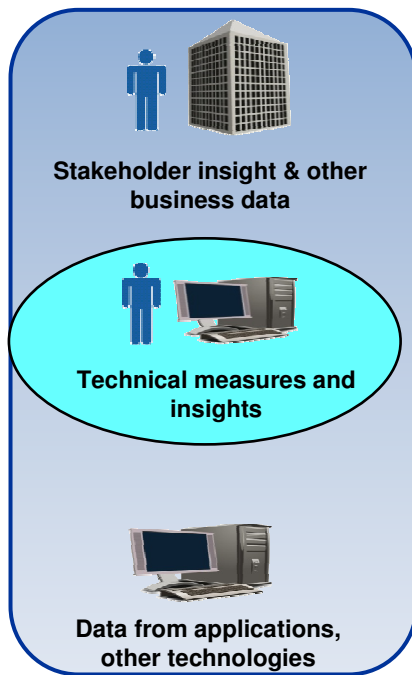 Stakeholder insight & other
business data
Technical measures and
insights
Data from applications,
other technologies